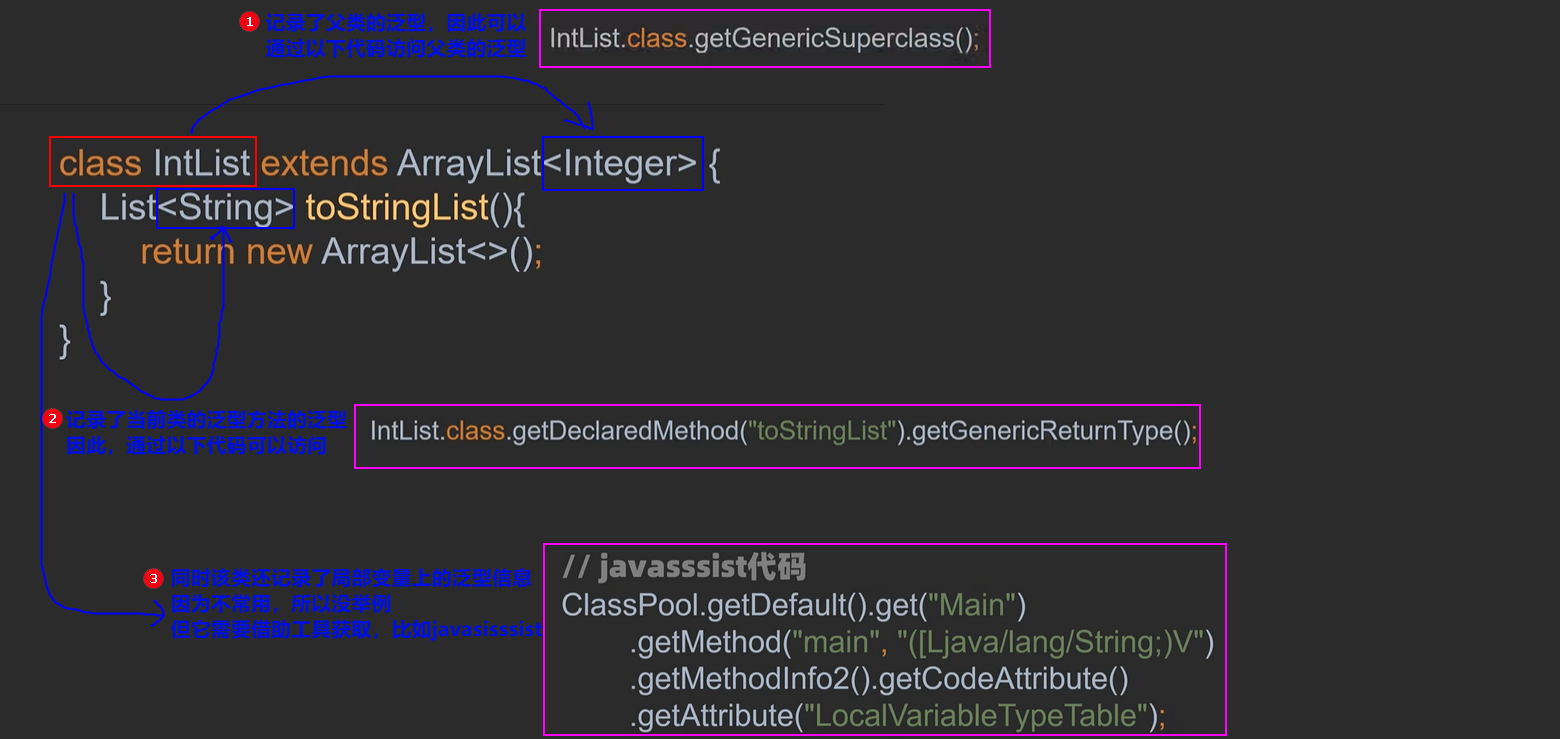 1 记录了父类的泛型，因此可以
通过以下代码访问父类的泛型
IntList.class.getGenericSuperclass();
class IntList extends ArrayList<Integer> {
List<String> toStringList(){
return new ArrayList<>();
}
}
2 记录了当前类的泛型方法的泛型
因此，通过以下代码可以访问
IntList.class.getDeclaredMethod("toStringList").getGenericReturnType();
3 同时该类还记录了局部变量上的泛型信息
因为不常用，所以没举例
但它需要借助工具获取，比如javasisssist
// javasssist代码
ClassPool.getDefault().get("Main")
.getMethod("main", "([Ljava/lang/String;)V")
.getMethodInfo2().getCodeAttribute()
.getAttribute("LocalVariableTypeTable");